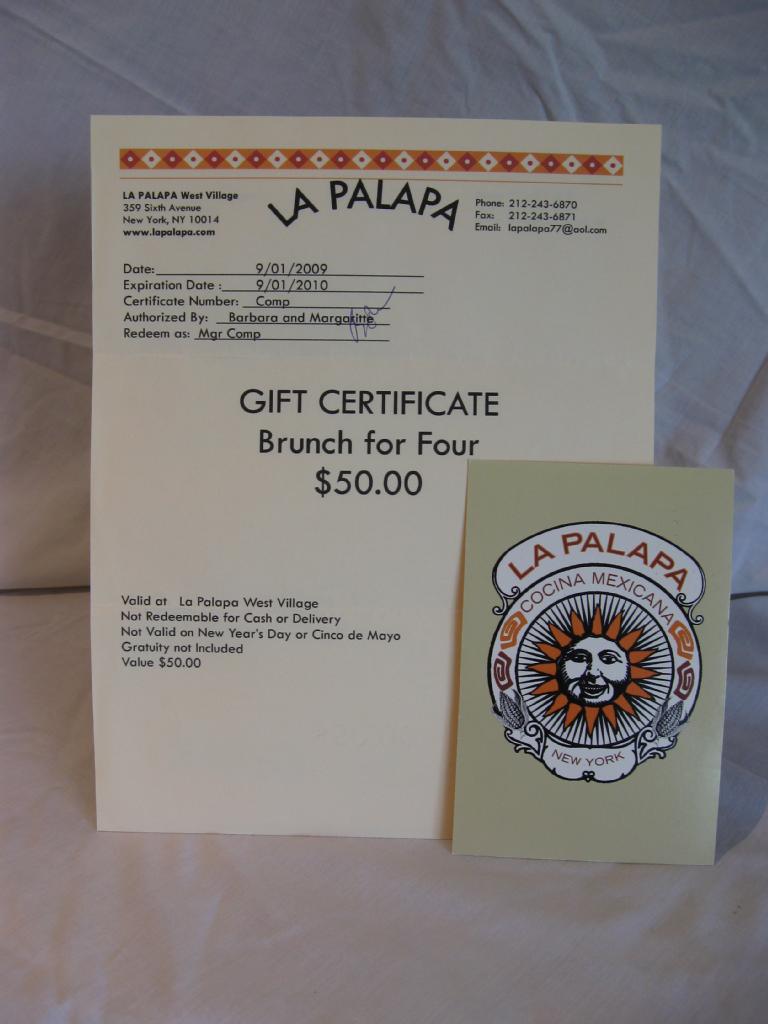 LA PALAPA West Village
359 Sixth Avenue
New York, NY 10014
www.lapalapa.com
LA PALAPA
Phone: 212-243-6870
Fax: 212-243-6871
Email: lapalapa77@aol.com
Date: 9/01/2009
Expiration Date : 9/01/2010
Certificate Number: Comp
Authorized By: Barbara and Margaritte
Redeem as: Mgr Comp
GIFT CERTIFICATE
Brunch for Four
$50.00
Valid at La Palapa West Village
Not Redeemable for Cash or Delivery
Not Valid on New Year's Day or Cinco de Mayo
Gratuity not Included
Value $50.00
LA PALAPA
COCINA MEXICANA
NEW YORK